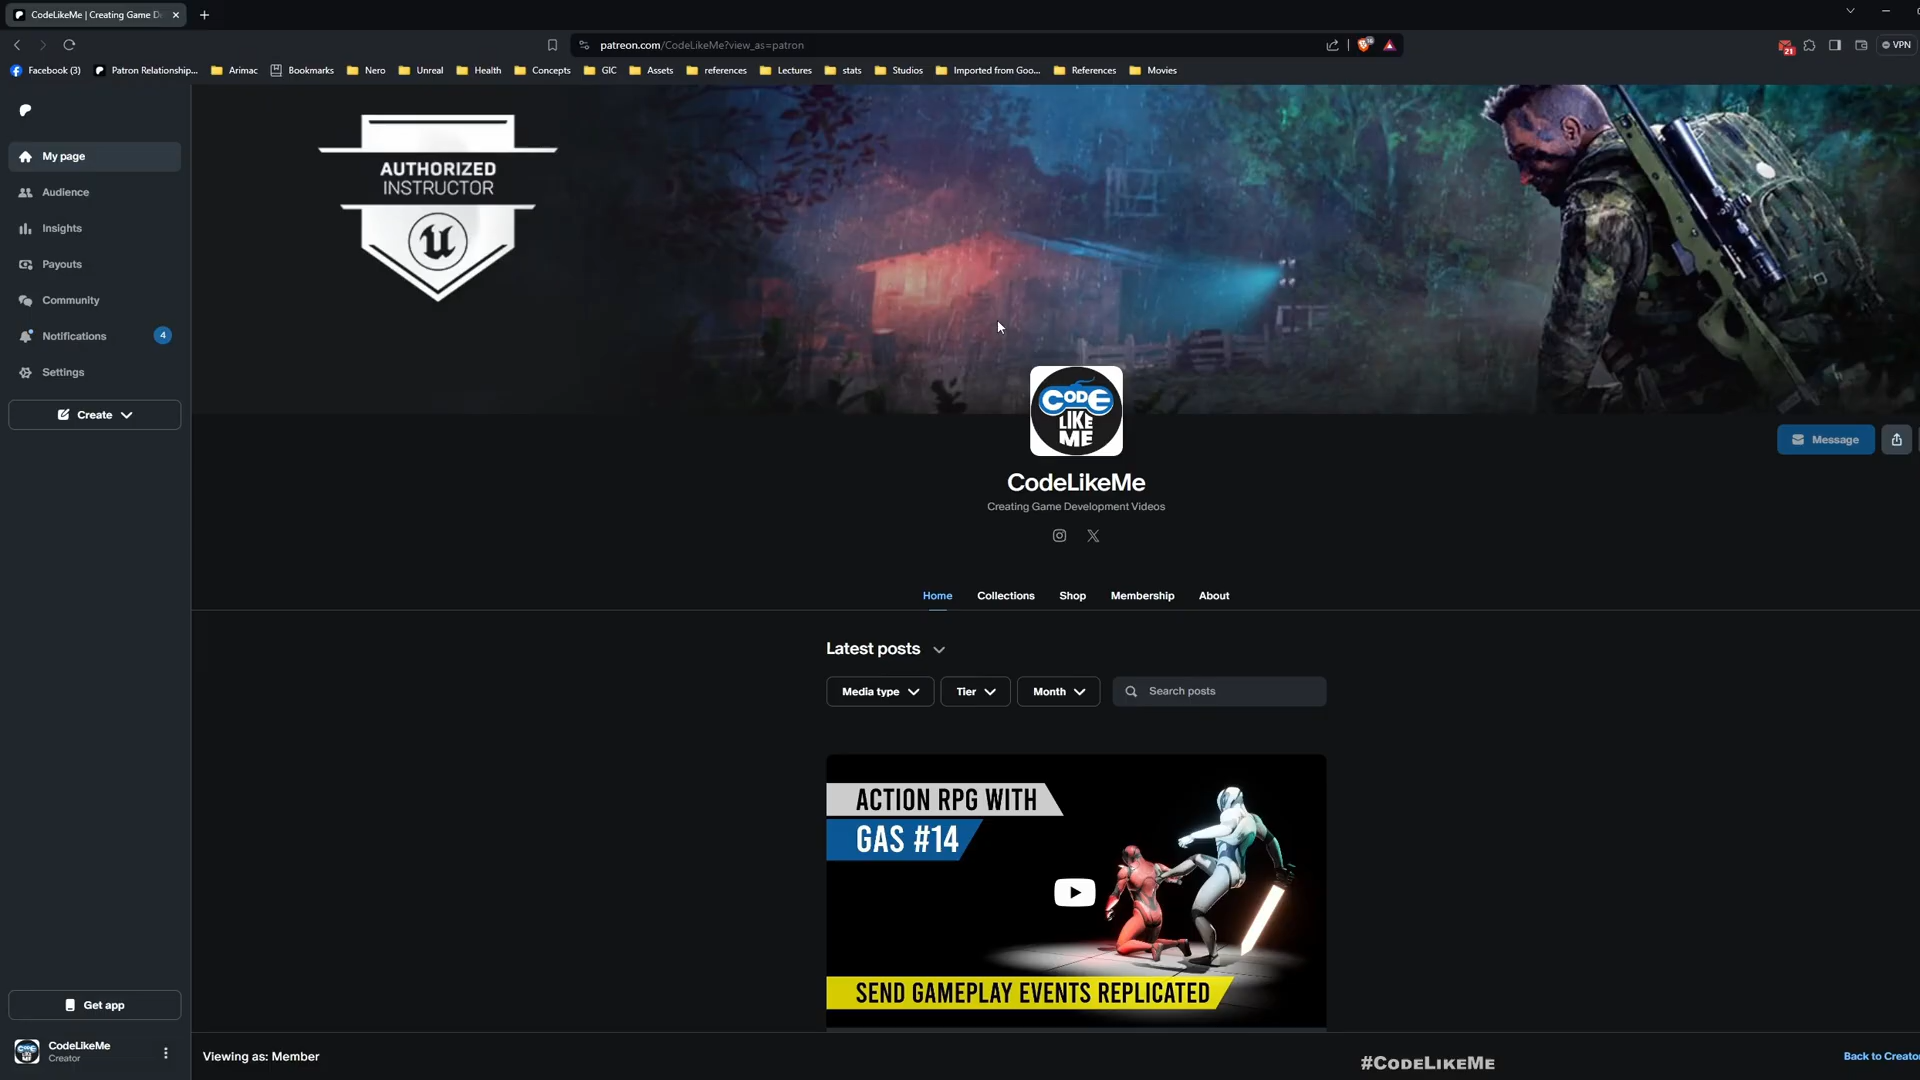 CodeLikeMe | Creating Game D
patreon.com/CodeLikeMe?view_as=patron
21
VPN
Facebook (3)
Patron Relationship...
Arimac
Bookmarks
Nero
Unreal
Health
Concepts
GIC
Assets
references
Lectures
stats
Studios
Imported from Goo...
References
Movies
My page
Audience
Insights
Payouts
Community
Notifications
4
Settings
Create
AUTHORIZED
INSTRUCTOR
CODE
LIKE
ME
Message
CodeLikeMe
Creating Game Development Videos
Home
Collections
Shop
Membership
About
Latest posts
Media type
Tier
Month
Search posts
ACTION RPG WITH
GAS #14
SEND GAMEPLAY EVENTS REPLICATED
Get app
CodeLikeMe
Creator
Viewing as: Member
#CODELIKEME
Back to Creato